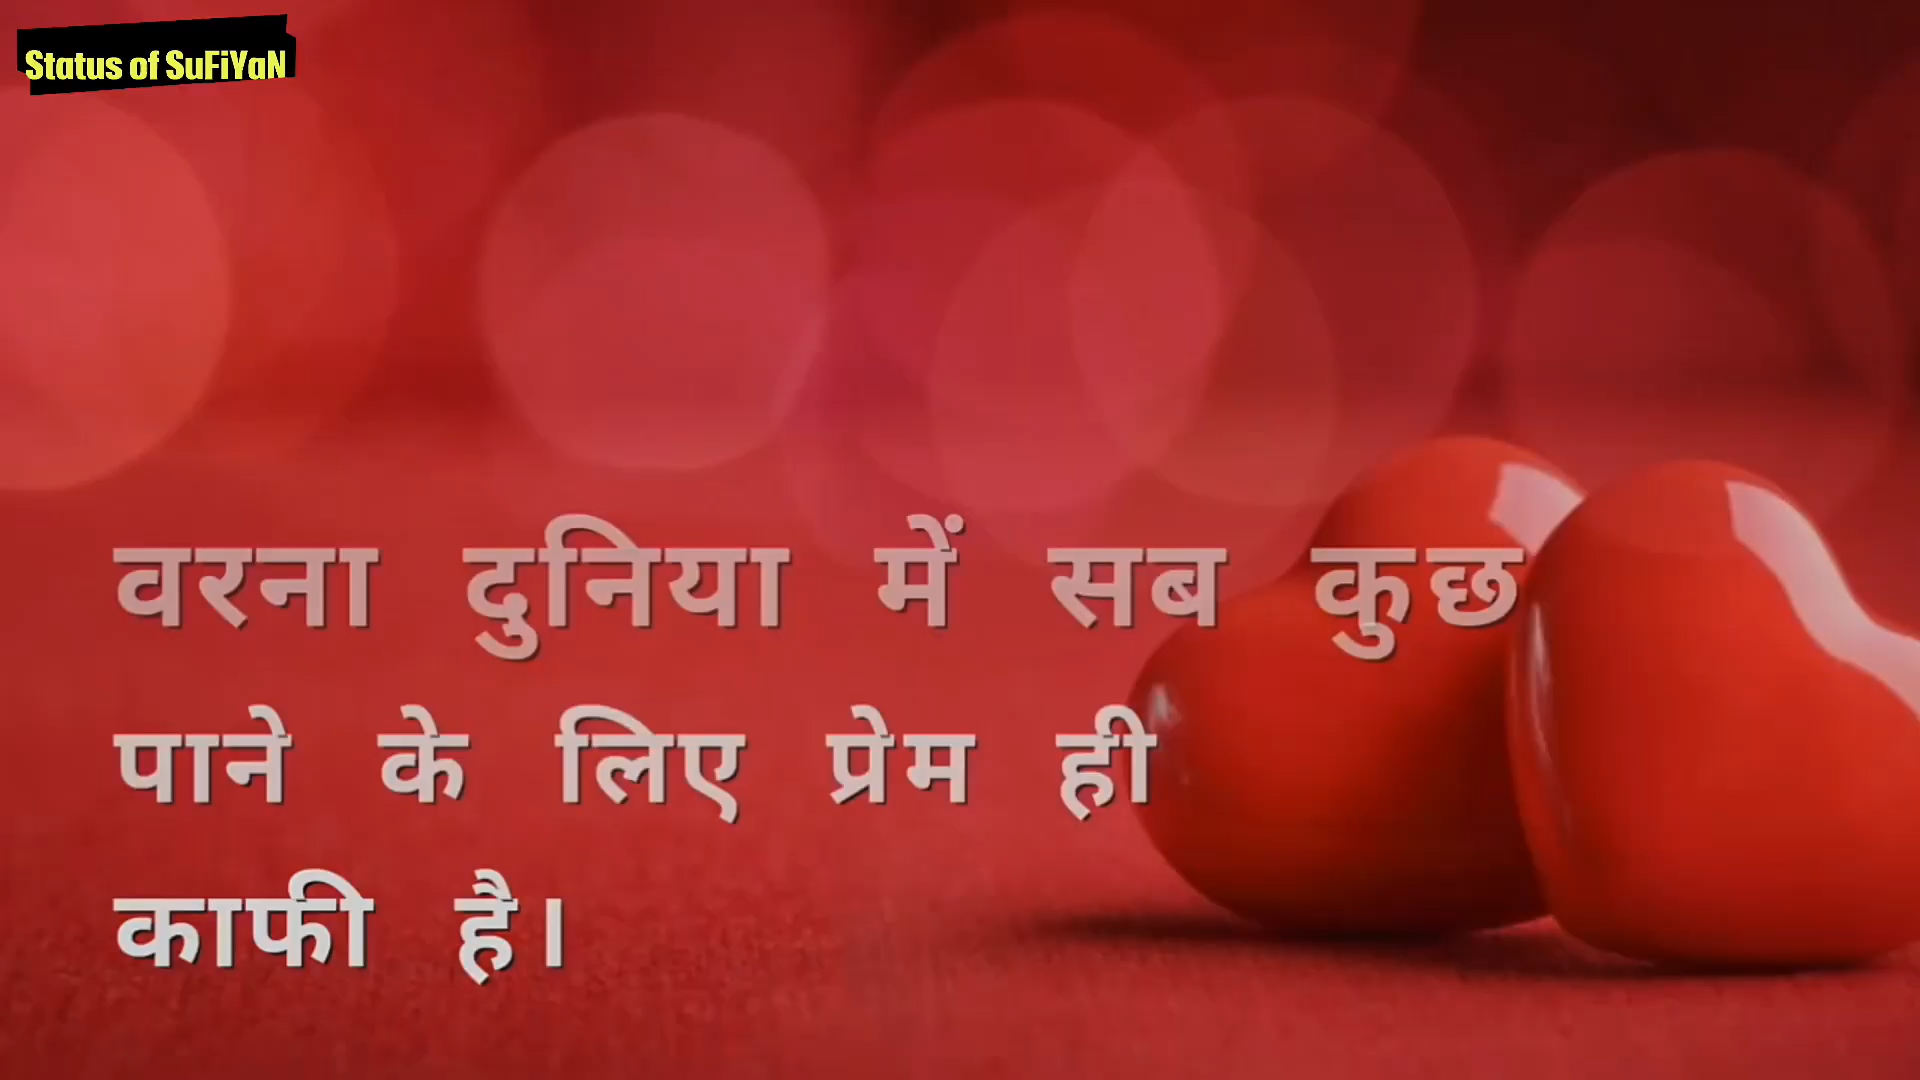 Status of SuFiYaN
वरना दुनिया में सब कुछ
पाने के लिए प्रेम ही
काफी है।